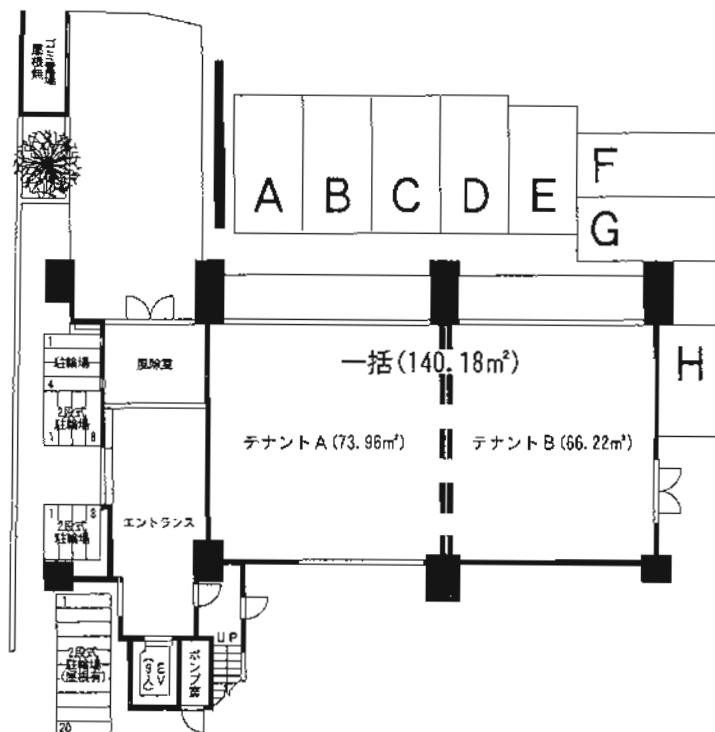 ゴミ置場
屋根無
A
B
C
D
E
F
G
H
1
駐輪場
4
2段式
駐輪場
1
8
風除室
一括(140.18㎡)
テナントA(73.96㎡)
テナントB(66.22㎡)
エントランス
1
8
2段式
駐輪場
UP
1
2段式
駐輪場
(屋根有)
20
EV
(9人)
ポンプ室